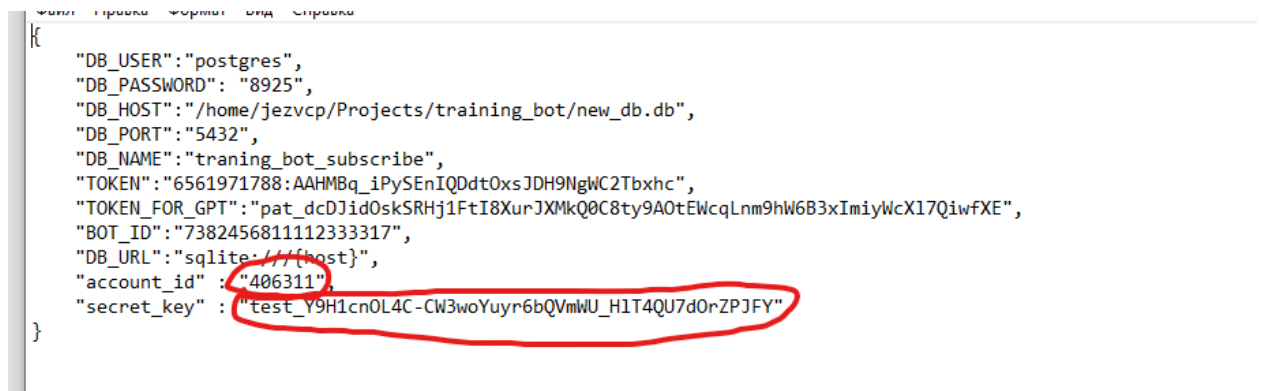 Файл Правка Формат Вид Справка
{
"DB_USER":"postgres",
"DB_PASSWORD": "8925",
"DB_HOST":"/home/jezvcp/Projects/training_bot/new_db.db",
"DB_PORT":"5432",
"DB_NAME":"traning_bot_subscribe",
"TOKEN":"6561971788:AAHMBq_iPySEnIQDdtOxsJDH9NgWC2Tbxhc",
"TOKEN_FOR_GPT":"pat_dcDJidOskSRHj1FtI8XurJXMkQ0C8ty9AOtEWcqLnm9hW6B3xImiyWcXl7QiwfXE",
"BOT_ID":"7382456811112333317",
"DB_URL":"sqlite:///{host}",
"account_id" : "406311",
"secret_key" : "test_Y9H1cnOL4C-CW3woYuyr6bQVmWU_HlT4QU7dOrZPJFY"
}